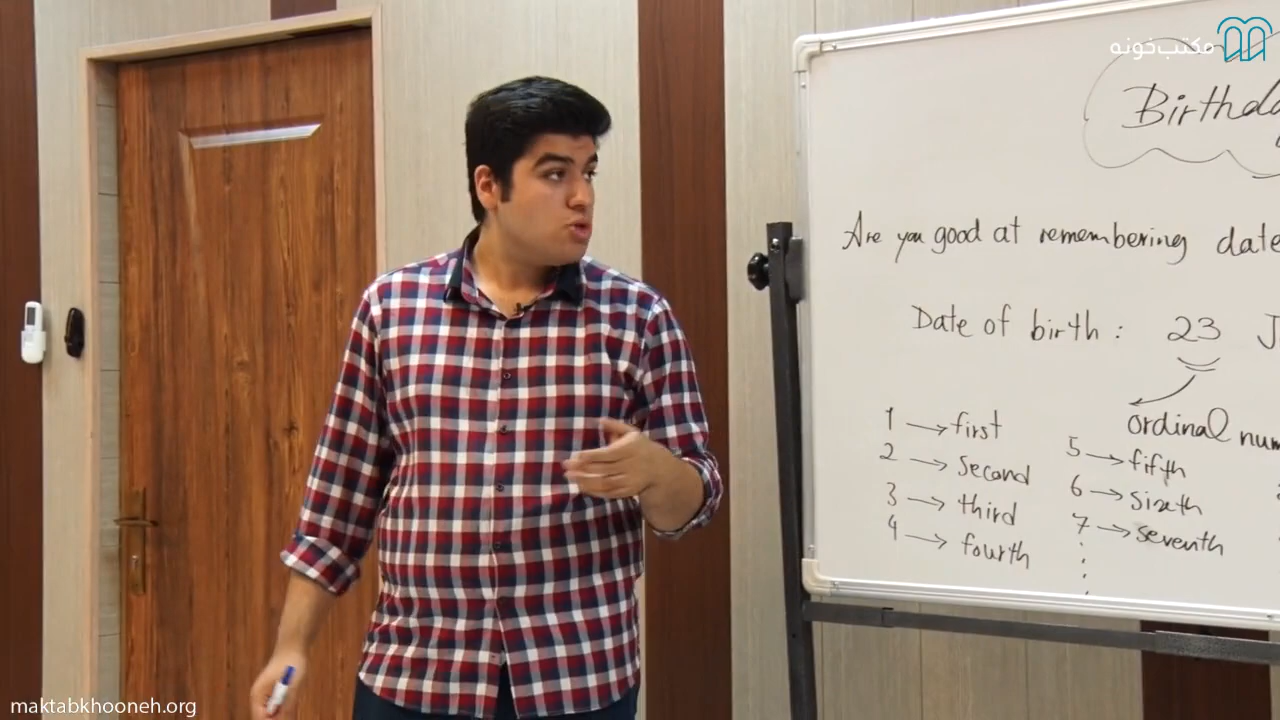 مکتب‌خونه
Birthda
Are you good at remembering date
Date of birth : 23 J
ordinal num
1 → first
2 → second
3 → third
4 → fourth
5 → fifth
6 → sixth
7 → seventh
maktabkhooneh.org